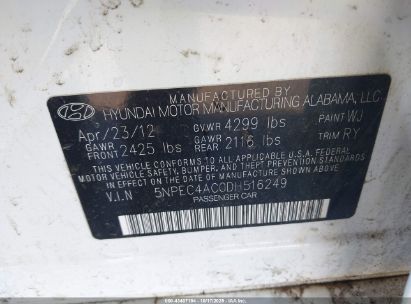 MANUFACTURED BY
HYUNDAI MOTOR MANUFACTURING ALABAMA, LLC
Apr/23/12 GVWR 4299 lbs PAINT WJ
GAWR FRONT 2425 lbs GAWR REAR 2116 lbs TRIM RY
THIS VEHICLE CONFORMS TO ALL APPLICABLE U.S.A. FEDERAL
MOTOR VEHICLE SAFETY, BUMPER, AND THEFT PREVENTION
STANDARDS IN EFFECT ON THE DATE OF MANUFACTURE SHOWN ABOVE.
V.I.N 5NPEC4AC0DH516249
PASSENGER CAR